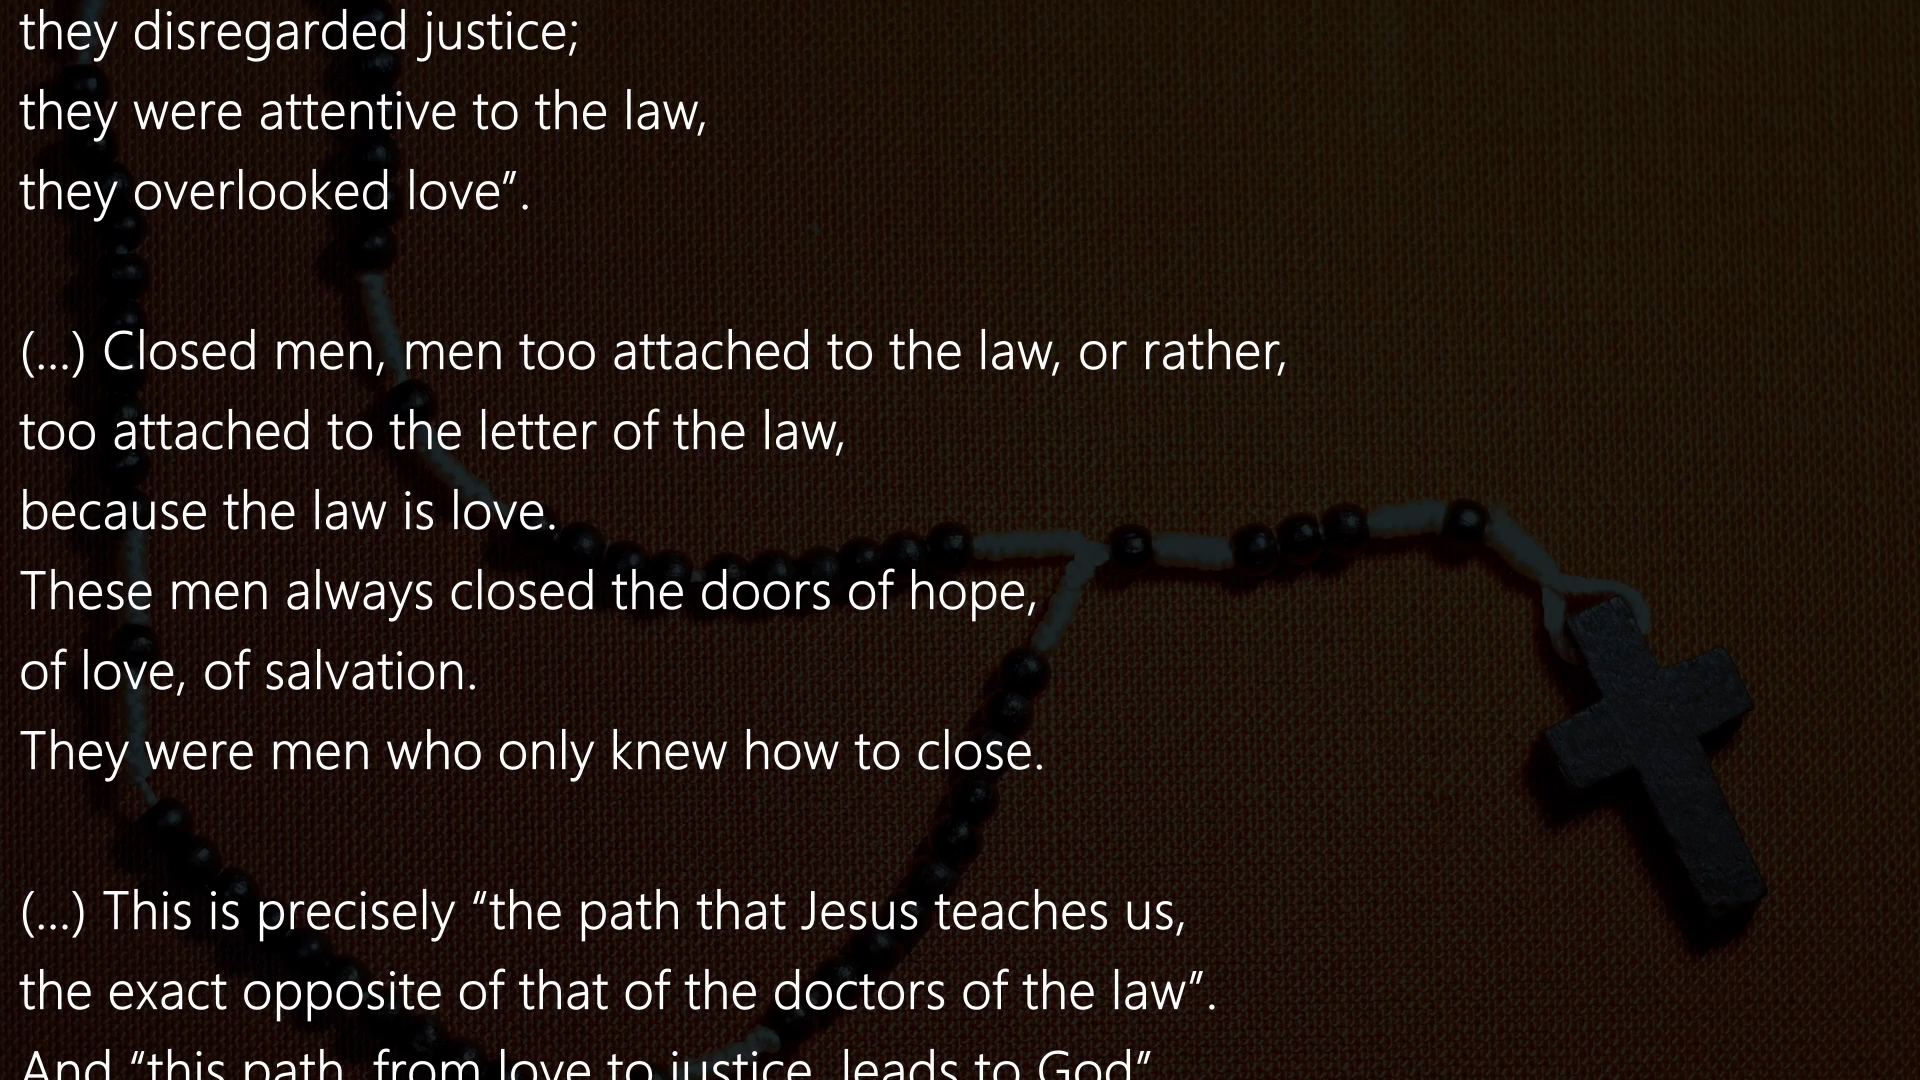 they disregarded justice;
they were attentive to the law,
they overlooked love”.
(...) Closed men, men too attached to the law, or rather,
too attached to the letter of the law,
because the law is love.
These men always closed the doors of hope,
of love, of salvation.
They were men who only knew how to close.
(...) This is precisely “the path that Jesus teaches us,
the exact opposite of that of the doctors of the law”.
And “this path, from love to justice, leads to God”